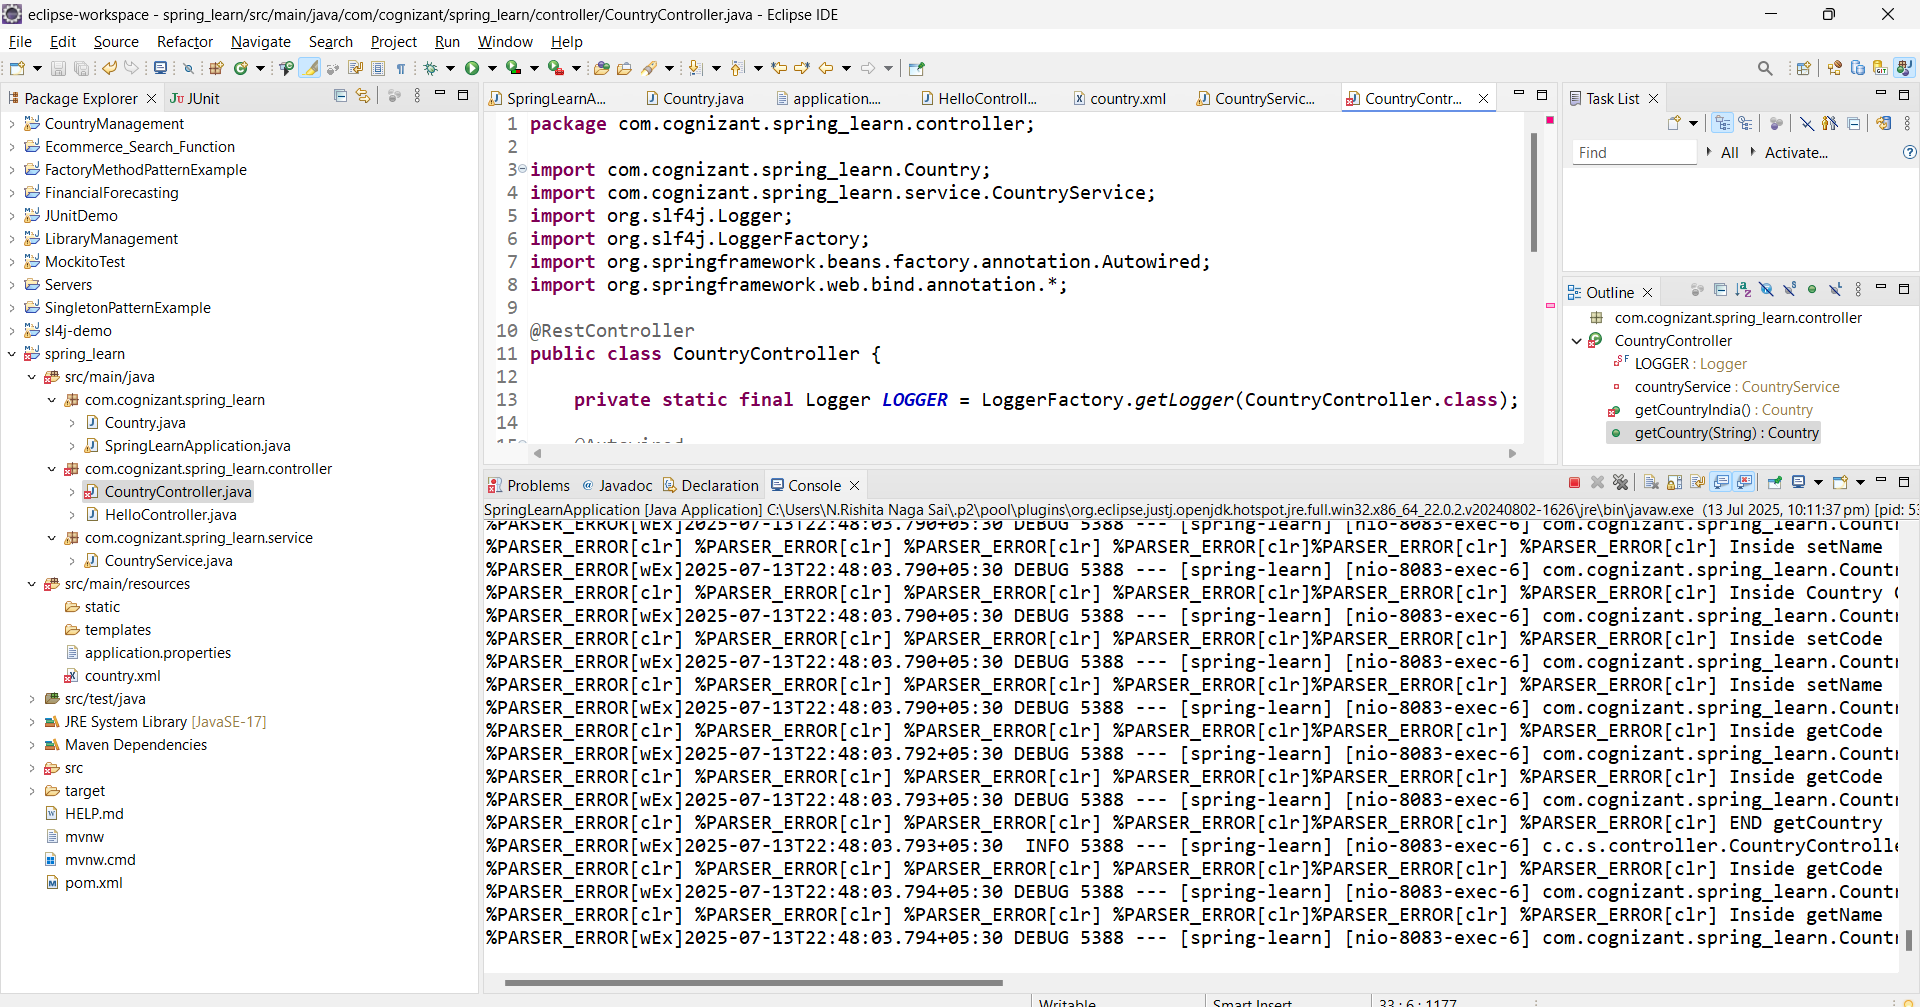 eclipse-workspace - spring_learn/src/main/java/com/cognizant/spring_learn/controller/CountryController.java - Eclipse IDE
File Edit Source Refactor Navigate Search Project Run Window Help
Package Explorer
JUnit
CountryManagement
Ecommerce_Search_Function
FactoryMethodPatternExample
FinancialForecasting
JUnitDemo
LibraryManagement
MockitoTest
Servers
SingletonPatternExample
sl4j-demo
spring_learn
src/main/java
com.cognizant.spring_learn
Country.java
SpringLearnApplication.java
com.cognizant.spring_learn.controller
CountryController.java
HelloController.java
com.cognizant.spring_learn.service
CountryService.java
src/main/resources
static
templates
application.properties
country.xml
src/test/java
JRE System Library [JavaSE-17]
Maven Dependencies
src
target
HELP.md
mvnw
mvnw.cmd
pom.xml
SpringLearnA... Country.java application.... HelloControll... country.xml CountryServic... CountryContr...
1 package com.cognizant.spring_learn.controller;
2
3 import com.cognizant.spring_learn.Country;
4 import com.cognizant.spring_learn.service.CountryService;
5 import org.slf4j.Logger;
6 import org.slf4j.LoggerFactory;
7 import org.springframework.beans.factory.annotation.Autowired;
8 import org.springframework.web.bind.annotation.*;
9
10 @RestController
11 public class CountryController {
12
13 private static final Logger LOGGER = LoggerFactory.getLogger(CountryController.class);
14
15 @Autowired
Task List
Find All Activate...
Outline
com.cognizant.spring_learn.controller
CountryController
LOGGER : Logger
countryService : CountryService
getCountryIndia() : Country
getCountry(String) : Country
Problems Javadoc Declaration Console
SpringLearnApplication [Java Application] C:\Users\N.Rishita Naga Sai\.p2\pool\plugins\org.eclipse.justj.openjdk.hotspot.jre.full.win32.x86_64_22.0.2.v20240802-1626\jre\bin\javaw.exe (13 Jul 2025, 10:11:37 pm) [pid: 53
%PARSER_ERROR[wEx]2025-07-13T22:48:03.790+05:30 DEBUG 5388 --- [spring-learn] [nio-8083-exec-6] com.cognizant.spring_learn.Countr
%PARSER_ERROR[clr] %PARSER_ERROR[clr] %PARSER_ERROR[clr] %PARSER_ERROR[clr]%PARSER_ERROR[clr] %PARSER_ERROR[clr] Inside setName
%PARSER_ERROR[wEx]2025-07-13T22:48:03.790+05:30 DEBUG 5388 --- [spring-learn] [nio-8083-exec-6] com.cognizant.spring_learn.Countr
%PARSER_ERROR[clr] %PARSER_ERROR[clr] %PARSER_ERROR[clr] %PARSER_ERROR[clr]%PARSER_ERROR[clr] %PARSER_ERROR[clr] Inside Country C
%PARSER_ERROR[wEx]2025-07-13T22:48:03.790+05:30 DEBUG 5388 --- [spring-learn] [nio-8083-exec-6] com.cognizant.spring_learn.Countr
%PARSER_ERROR[clr] %PARSER_ERROR[clr] %PARSER_ERROR[clr] %PARSER_ERROR[clr]%PARSER_ERROR[clr] %PARSER_ERROR[clr] Inside setCode
%PARSER_ERROR[wEx]2025-07-13T22:48:03.790+05:30 DEBUG 5388 --- [spring-learn] [nio-8083-exec-6] com.cognizant.spring_learn.Countr
%PARSER_ERROR[clr] %PARSER_ERROR[clr] %PARSER_ERROR[clr] %PARSER_ERROR[clr]%PARSER_ERROR[clr] %PARSER_ERROR[clr] Inside setName
%PARSER_ERROR[wEx]2025-07-13T22:48:03.790+05:30 DEBUG 5388 --- [spring-learn] [nio-8083-exec-6] com.cognizant.spring_learn.Countr
%PARSER_ERROR[clr] %PARSER_ERROR[clr] %PARSER_ERROR[clr] %PARSER_ERROR[clr]%PARSER_ERROR[clr] %PARSER_ERROR[clr] Inside getCode
%PARSER_ERROR[wEx]2025-07-13T22:48:03.792+05:30 DEBUG 5388 --- [spring-learn] [nio-8083-exec-6] com.cognizant.spring_learn.Countr
%PARSER_ERROR[clr] %PARSER_ERROR[clr] %PARSER_ERROR[clr] %PARSER_ERROR[clr]%PARSER_ERROR[clr] %PARSER_ERROR[clr] Inside getCode
%PARSER_ERROR[wEx]2025-07-13T22:48:03.793+05:30 DEBUG 5388 --- [spring-learn] [nio-8083-exec-6] com.cognizant.spring_learn.Countr
%PARSER_ERROR[clr] %PARSER_ERROR[clr] %PARSER_ERROR[clr] %PARSER_ERROR[clr]%PARSER_ERROR[clr] %PARSER_ERROR[clr] END getCountry
%PARSER_ERROR[wEx]2025-07-13T22:48:03.793+05:30 INFO 5388 --- [spring-learn] [nio-8083-exec-6] c.c.s.controller.CountryControlle
%PARSER_ERROR[clr] %PARSER_ERROR[clr] %PARSER_ERROR[clr] %PARSER_ERROR[clr]%PARSER_ERROR[clr] %PARSER_ERROR[clr] Inside getCode
%PARSER_ERROR[wEx]2025-07-13T22:48:03.794+05:30 DEBUG 5388 --- [spring-learn] [nio-8083-exec-6] com.cognizant.spring_learn.Countr
%PARSER_ERROR[clr] %PARSER_ERROR[clr] %PARSER_ERROR[clr] %PARSER_ERROR[clr]%PARSER_ERROR[clr] %PARSER_ERROR[clr] Inside getName
%PARSER_ERROR[wEx]2025-07-13T22:48:03.794+05:30 DEBUG 5388 --- [spring-learn] [nio-8083-exec-6] com.cognizant.spring_learn.Countr
Writable Smart Insert 33 : 6 : 1177